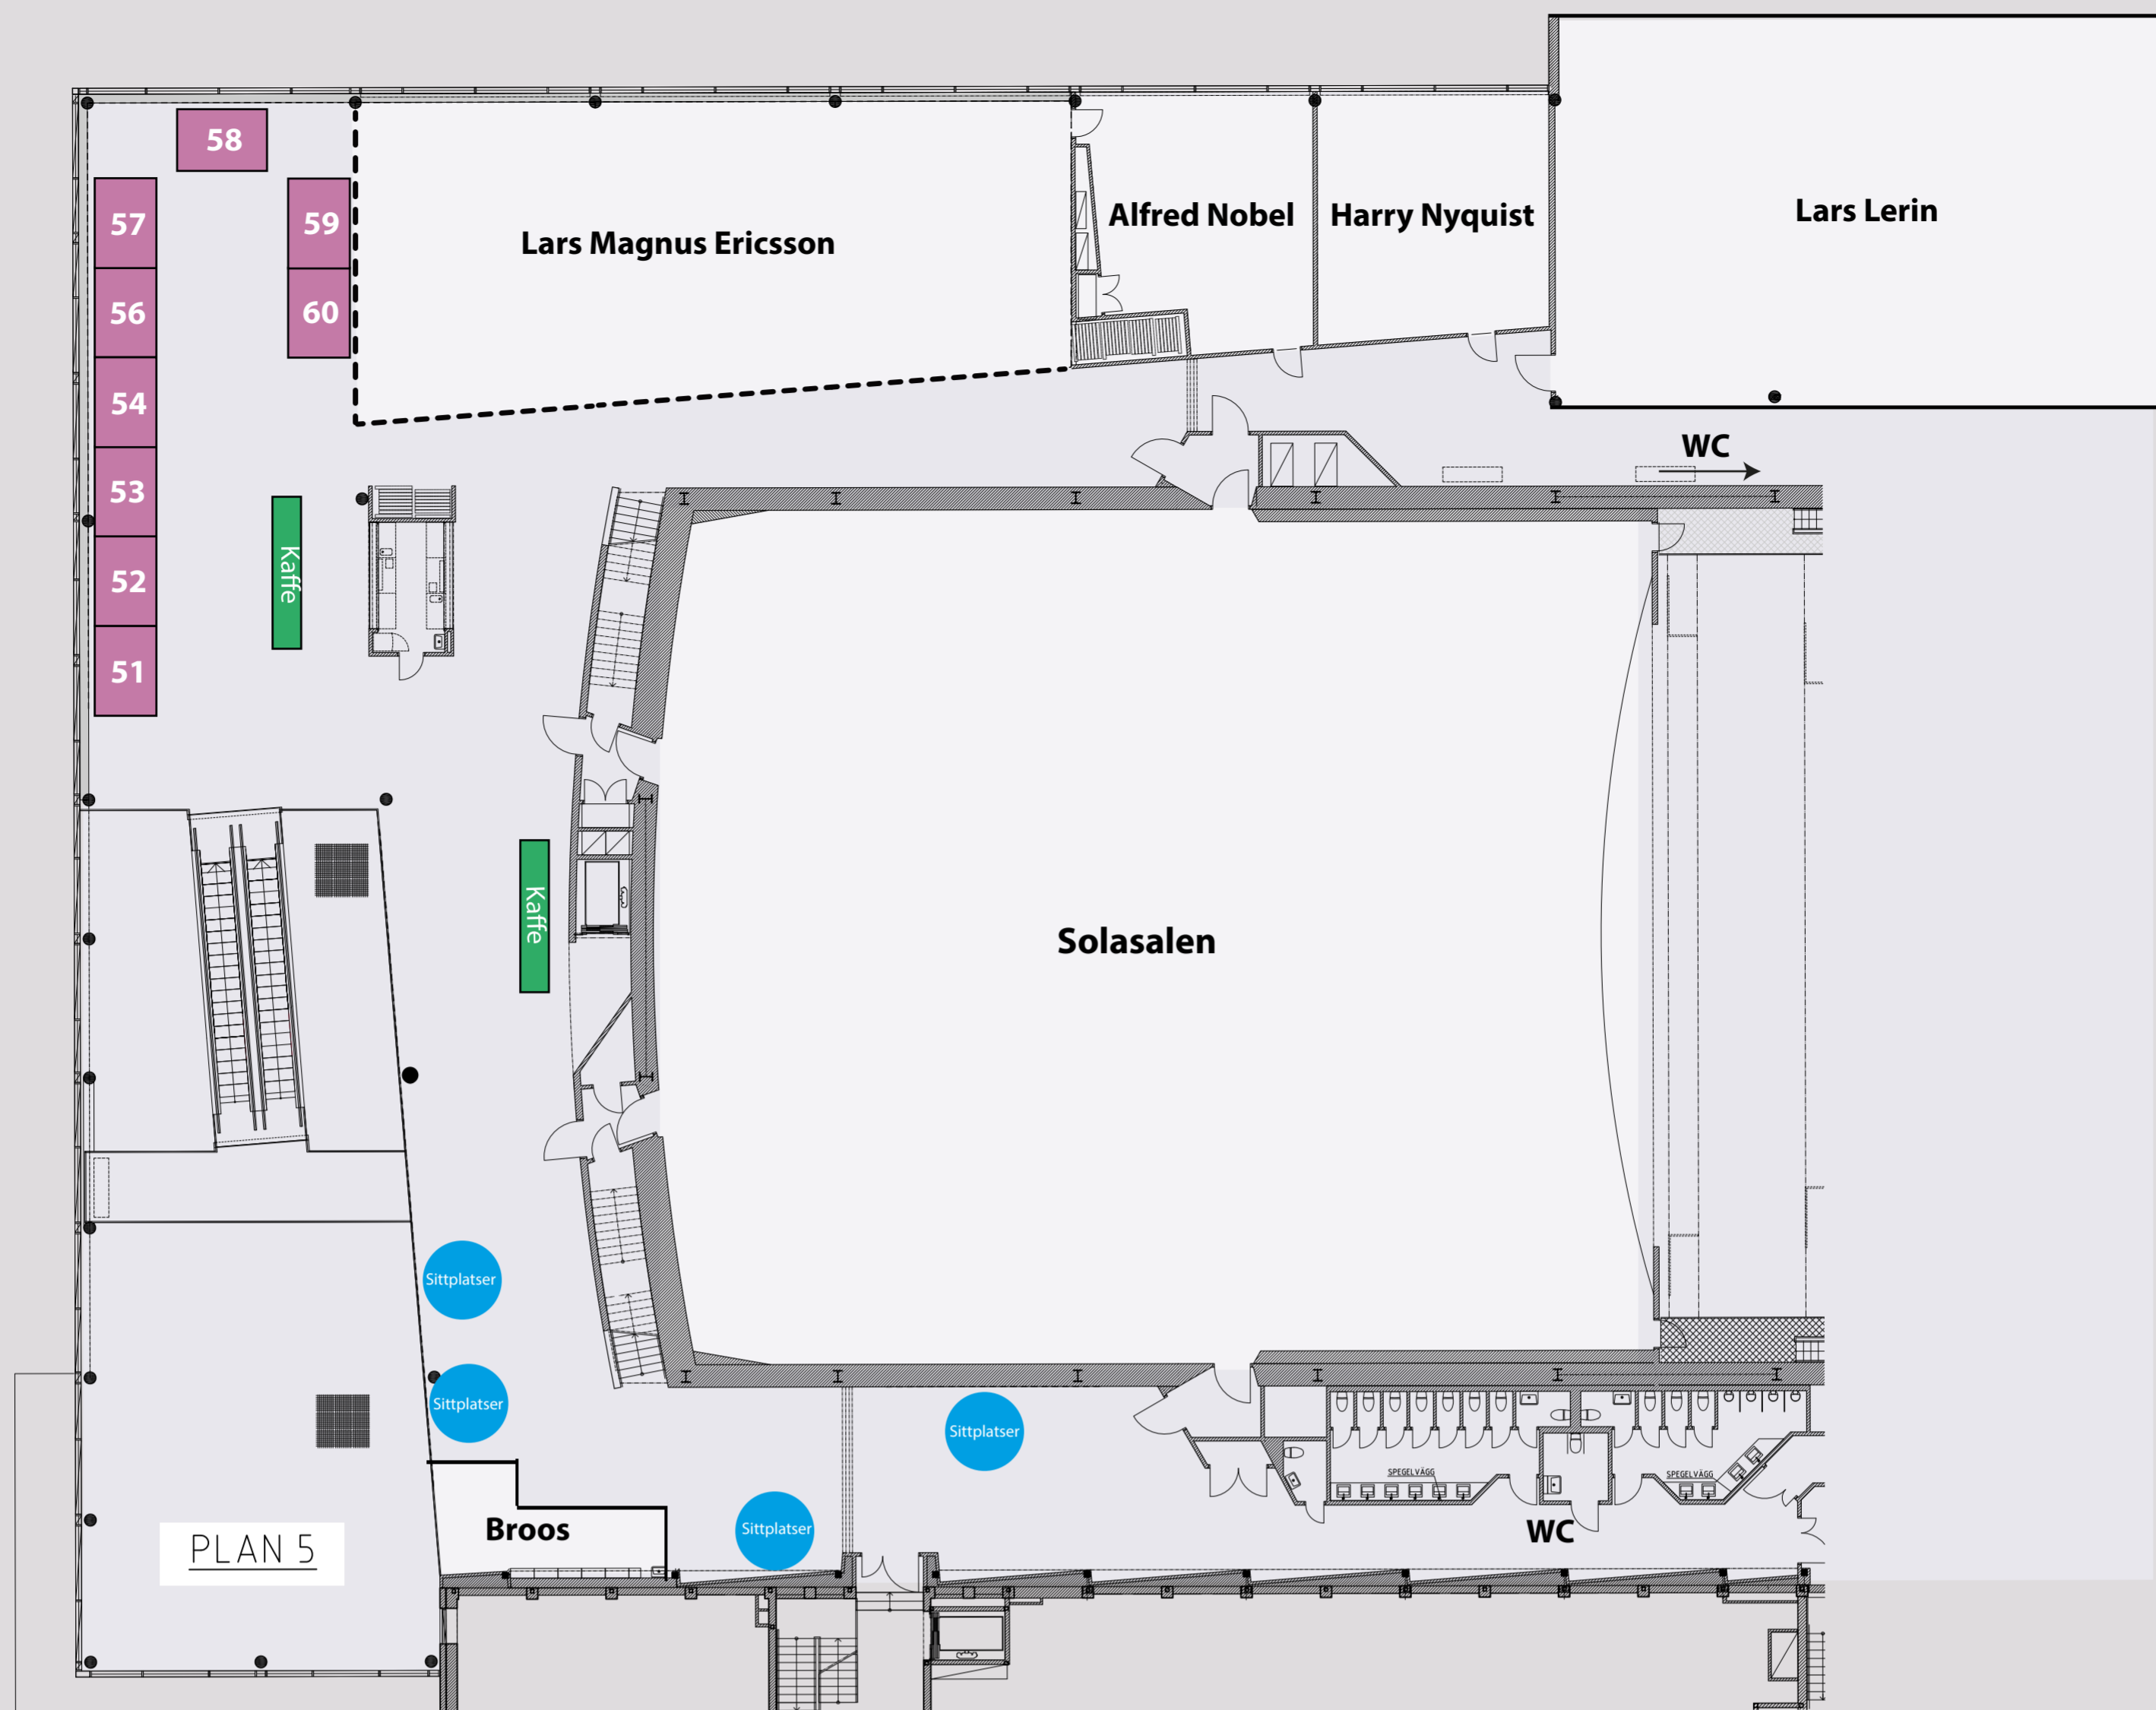 58
57
59
56
60
54
53
52
51
Lars Magnus Ericsson
Alfred Nobel
Harry Nyquist
Lars Lerin
WC
Kaffe
Kaffe
Solasalen
Sittplatser
Sittplatser
Sittplatser
Sittplatser
SPEGELVÄGG
SPEGELVÄGG
WC
Broos
PLAN 5